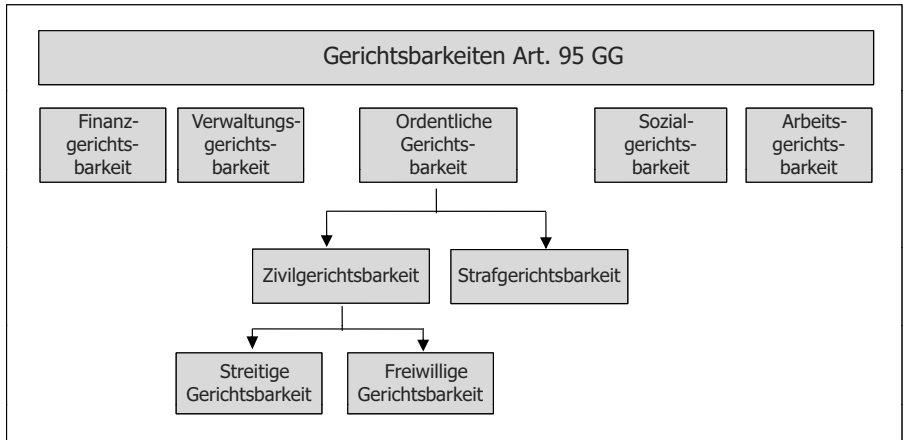 Gerichtsbarkeiten Art. 95 GG
Finanz-
gerichts-
barkeit
Verwaltungs-
gerichts-
barkeit
Ordentliche
Gerichts-
barkeit
Sozial-
gerichts-
barkeit
Arbeits-
gerichts-
barkeit
Zivilgerichtsbarkeit
Strafgerichtsbarkeit
Streitige
Gerichtsbarkeit
Freiwillige
Gerichtsbarkeit